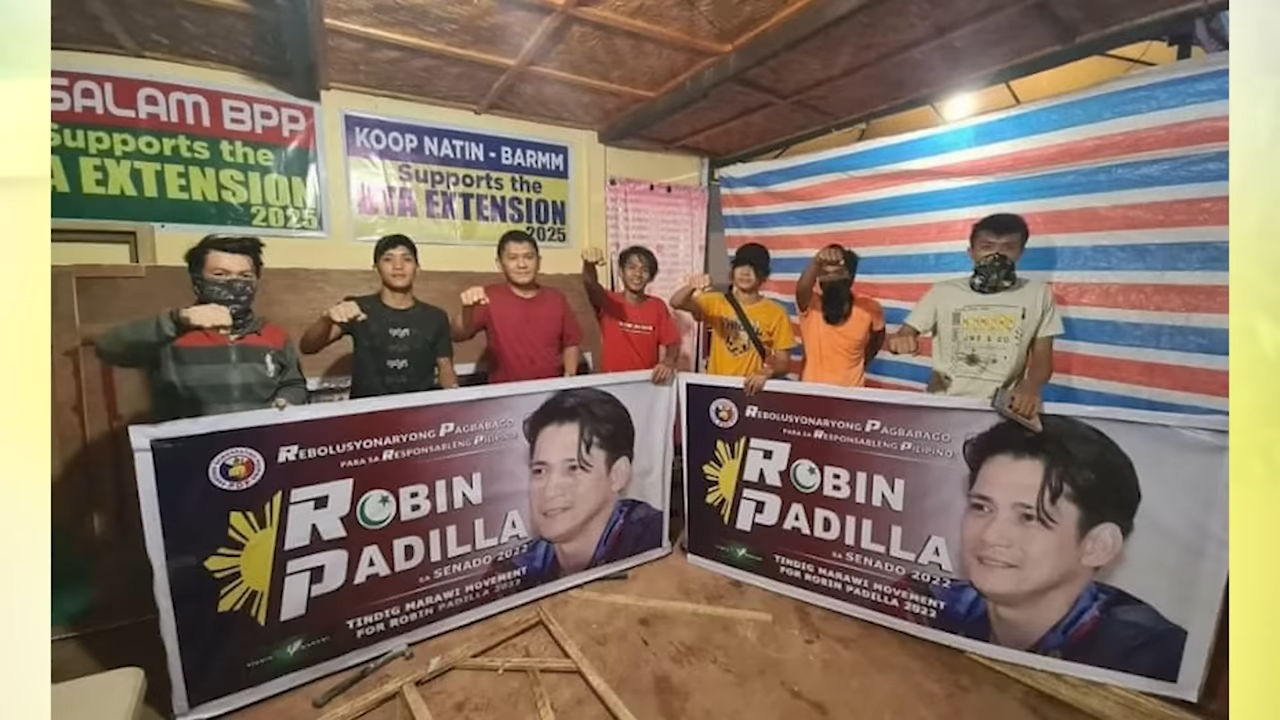 SALAM BPP
Supports the
EXTENSION
2025
KOOP NATIN - BARMM
Supports the
BTA EXTENSION
2025
REBOLUSYONARYONG PAGBABAGO
PARA SA RESPONSABLENG PILIPINO
ROBIN
PADILLA
SA SENADO 2022
TINDIG MARAWI MOVEMENT
FOR ROBIN PADILLA 2022
REBOLUSYONARYONG PAGBABAGO
PARA SA RESPONSABLENG PILIPINO
ROBIN
PADILLA
SA SENADO 2022
TINDIG MARAWI MOVEMENT
FOR ROBIN PADILLA 2022